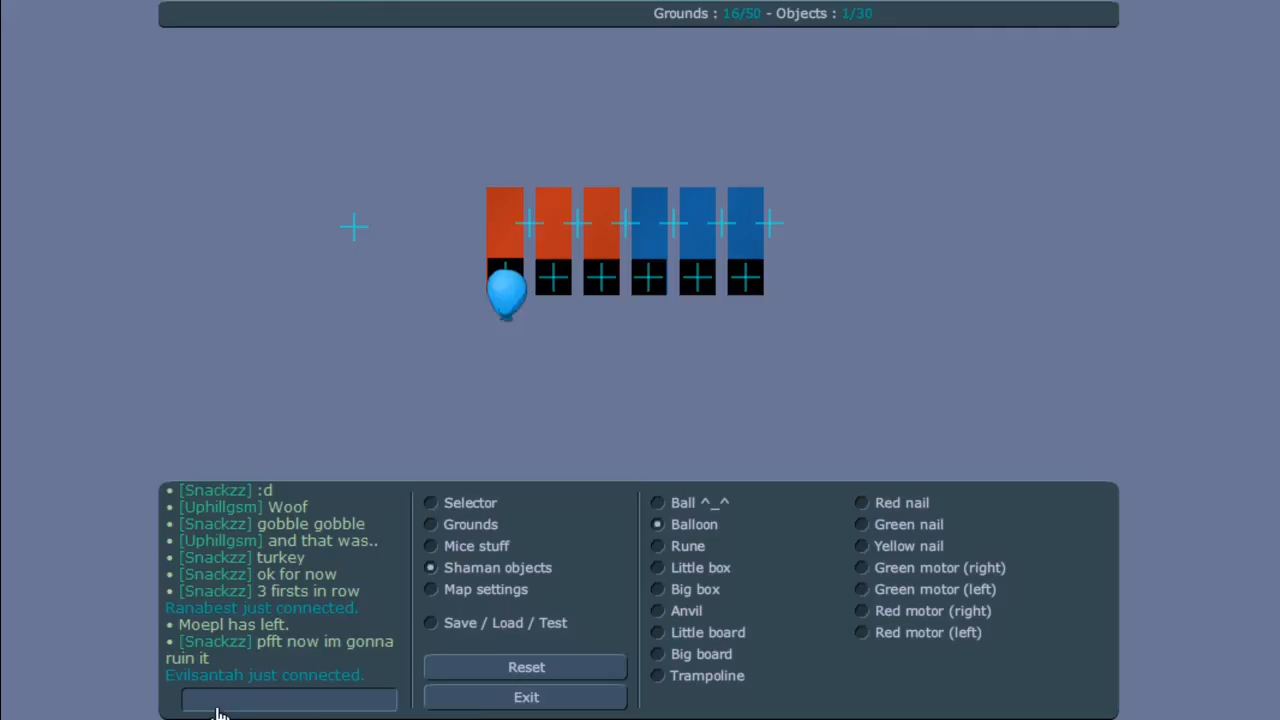 Grounds : 16/50 - Objects : 1/30
• [Snackzz] :d
• [Uphillgsm] Woof
• [Snackzz] gobble gobble
• [Uphillgsm] and that was..
• [Snackzz] turkey
• [Snackzz] ok for now
• [Snackzz] 3 firsts in row
Ranabest just connected.
• Moepl has left.
• [Snackzz] pfft now im gonna
ruin it
Evilsantah just connected.
Selector
Grounds
Mice stuff
Shaman objects
Map settings
Save / Load / Test
Reset
Exit
Ball ^_^
Balloon
Rune
Little box
Big box
Anvil
Little board
Big board
Trampoline
Red nail
Green nail
Yellow nail
Green motor (right)
Green motor (left)
Red motor (right)
Red motor (left)